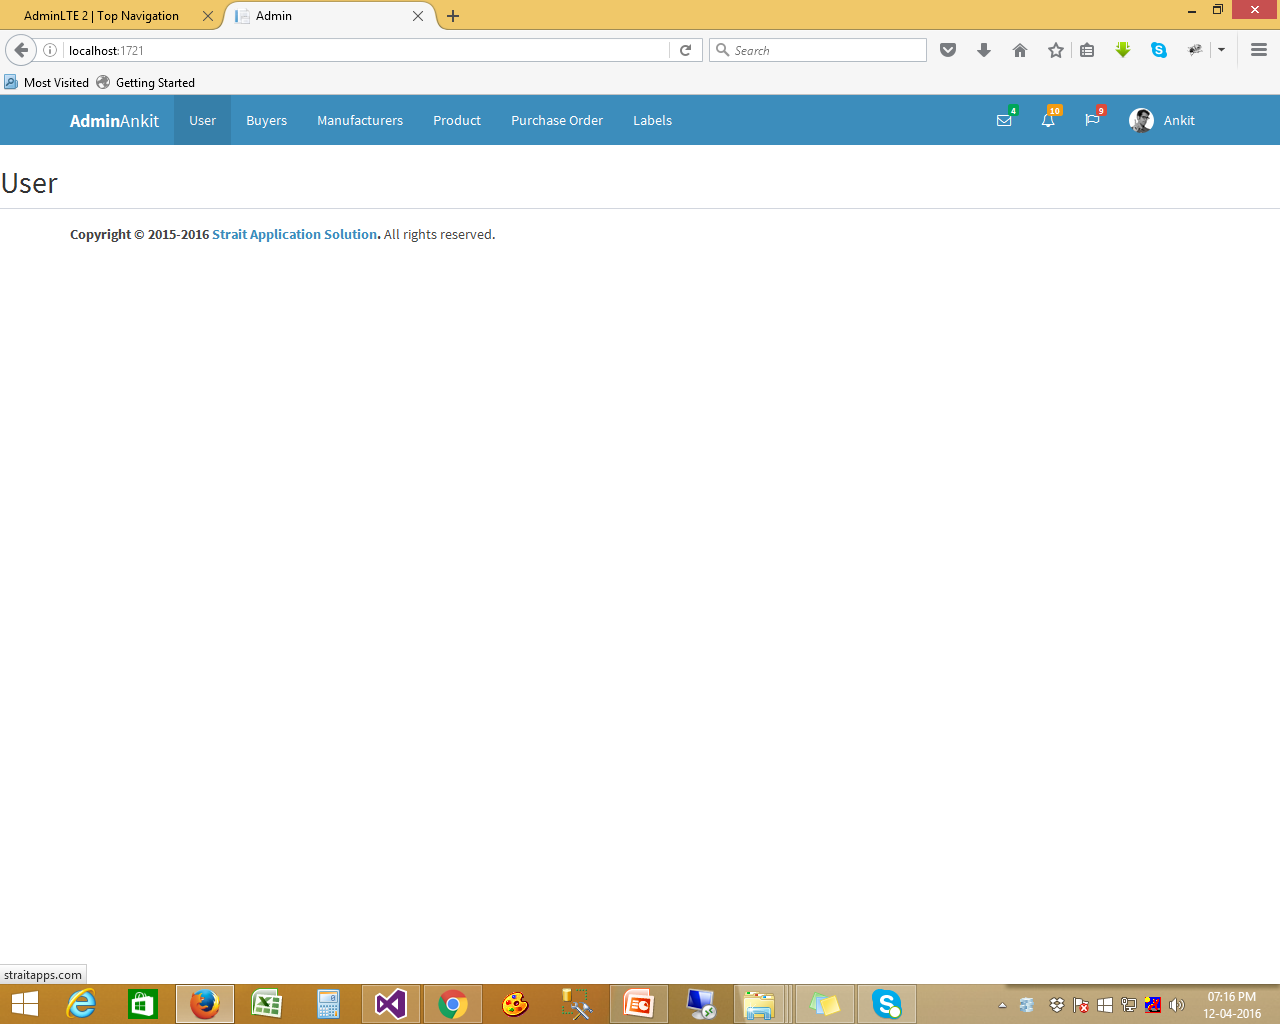 AdminLTE 2 | Top Navigation
Admin
localhost:1721
Search
Most Visited
Getting Started
AdminAnkit User Buyers Manufacturers Product Purchase Order Labels 4 10 9 Ankit
User
Copyright © 2015-2016 Strait Application Solution. All rights reserved.
straitapps.com
07:16 PM
12-04-2016